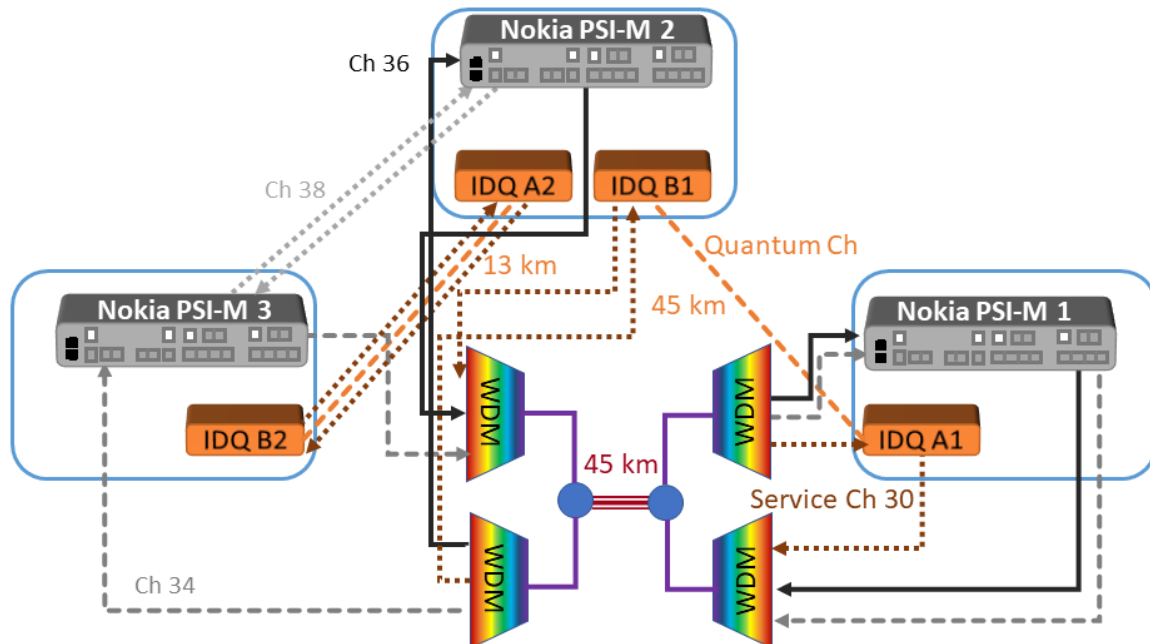 Nokia PSI-M 2
Ch 36
Ch 38
IDQ A2
IDQ B1
Quantum Ch
13 km
45 km
Nokia PSI-M 3
Nokia PSI-M 1
WDM
WDM
IDQ B2
IDQ A1
45 km
Service Ch 30
WDM
WDM
Ch 34